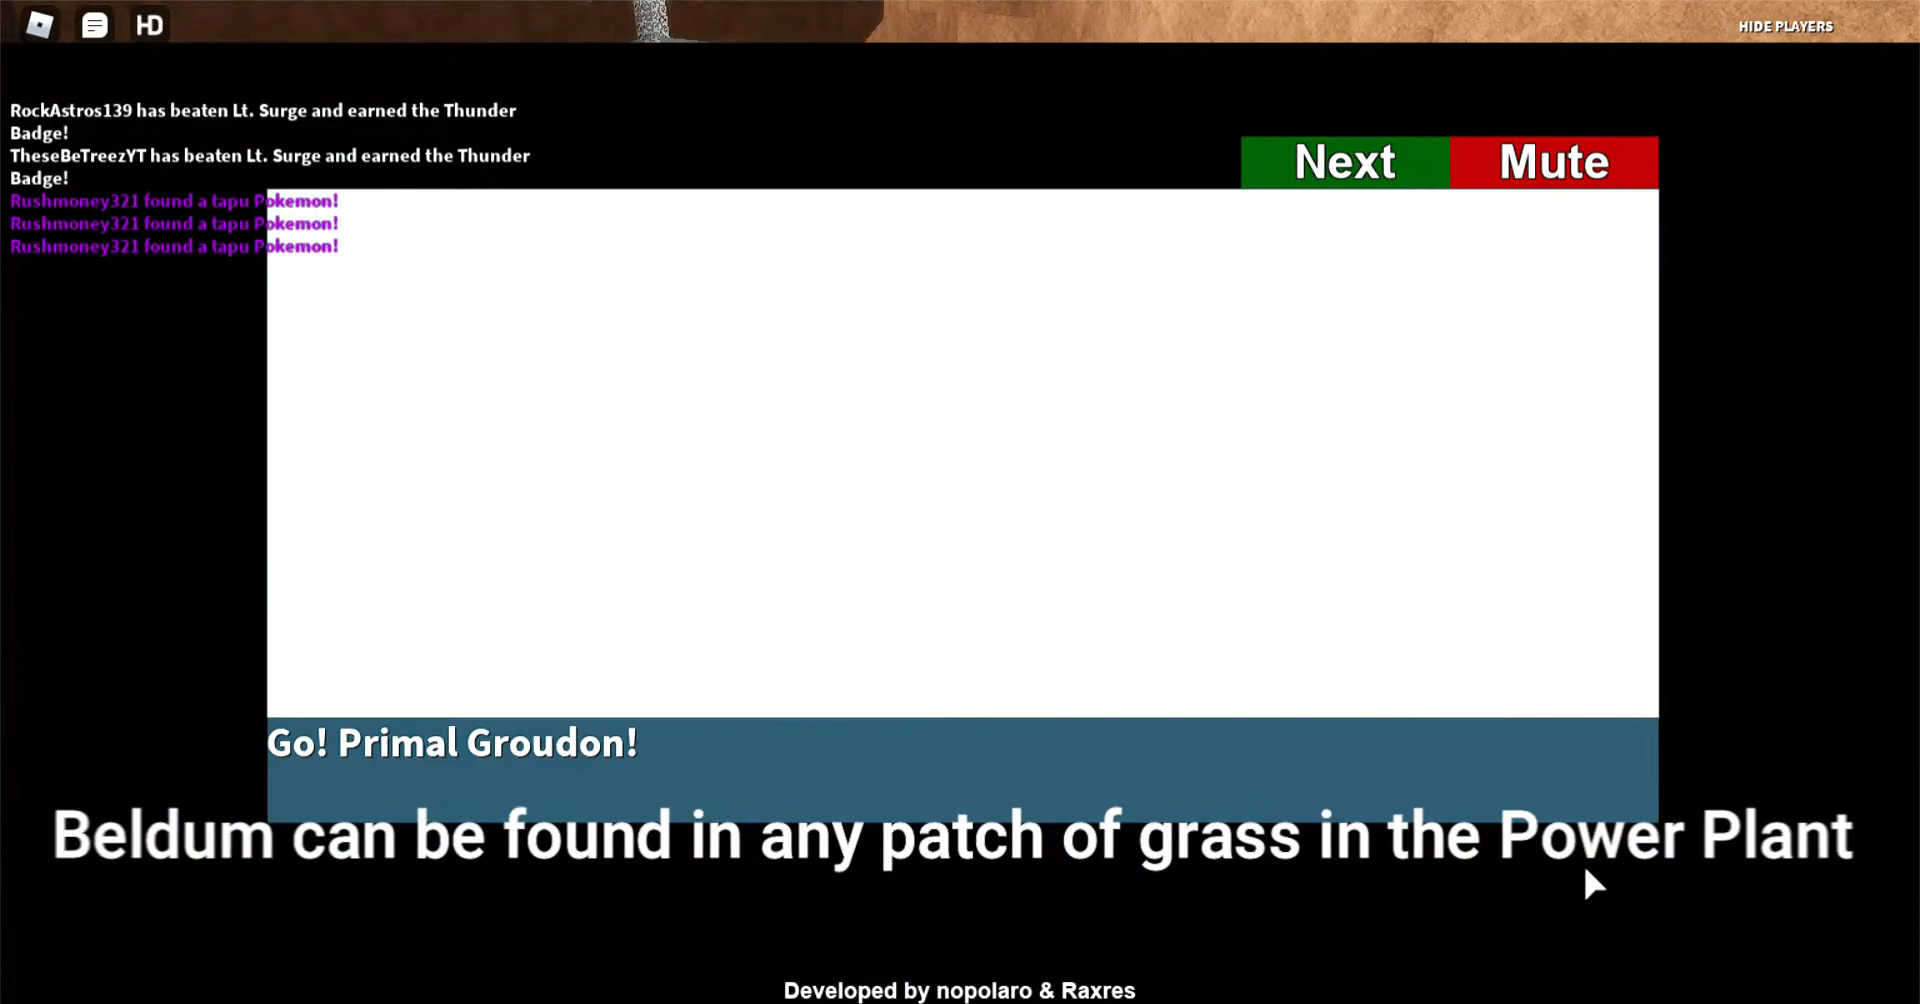 HD
HIDE PLAYERS
RockAstros139 has beaten Lt. Surge and earned the Thunder
Badge!
TheseBeTreezYT has beaten Lt. Surge and earned the Thunder
Badge!
Rushmoney321 found a tapu Pokemon!
Rushmoney321 found a tapu Pokemon!
Rushmoney321 found a tapu Pokemon!
Next
Mute
Go! Primal Groudon!
Beldum can be found in any patch of grass in the Power Plant
Developed by nopolaro & Raxres